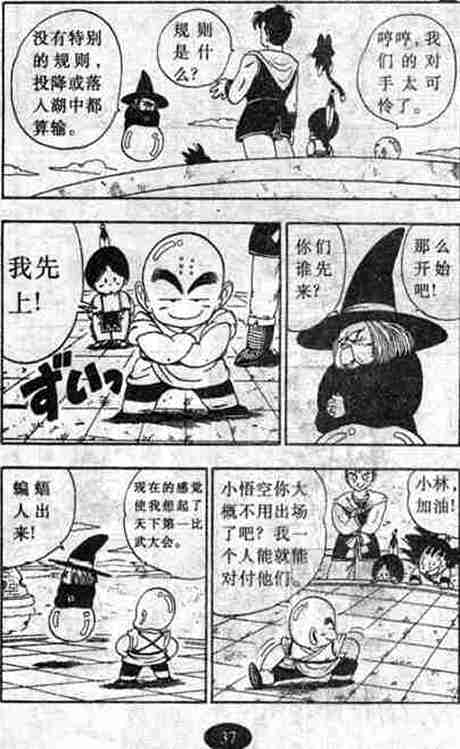 哼哼，我
们的对
手太可
怜了。
规则
是什
么？
没有特别
的规则，
投降或落
人湖中都
算输。
那么
开始
吧！
你们
谁先
来？
我先
上！
ずいっ
小林，
加油！
小悟空你大
概不用出场
了吧？我一
个人能就能
对付他们。
现在的感觉
使我想起了
天下第一比
武大会。
蝙蝠
人出
来！
37